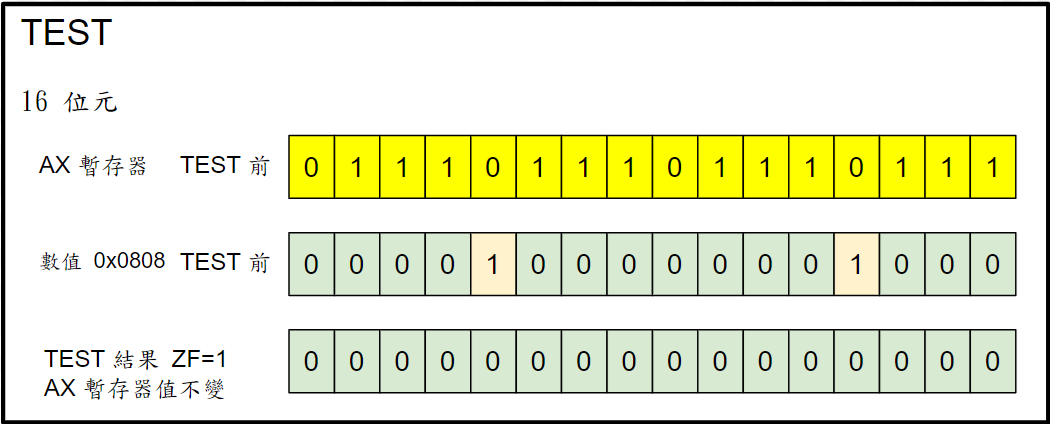 TEST
16 位元
AX 暫存器 TEST 前 0 1 1 1 0 1 1 1 0 1 1 1 0 1 1 1
數值 0x0808 TEST 前 0 0 0 0 1 0 0 0 0 0 0 0 1 0 0 0
TEST 結果 ZF=1 0 0 0 0 0 0 0 0 0 0 0 0 0 0 0 0
AX 暫存器值不變